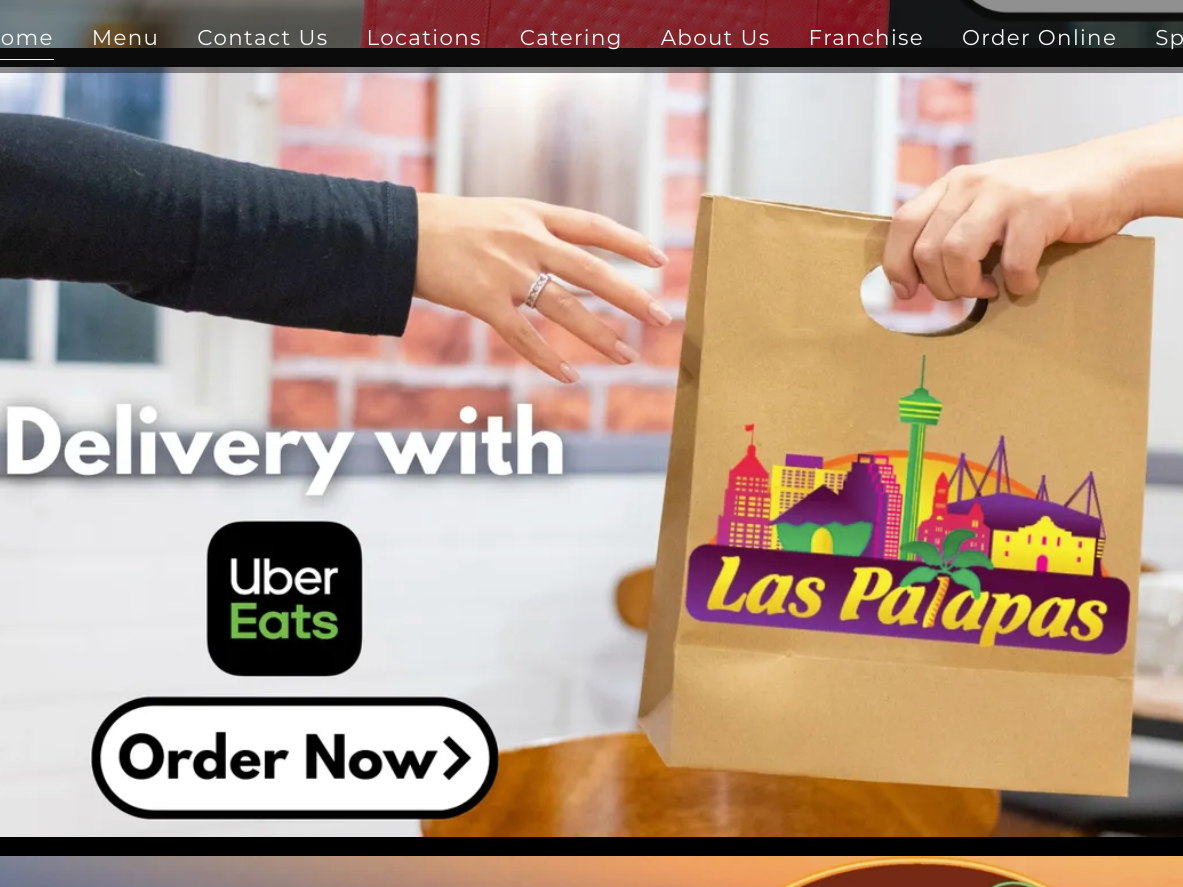 ome Menu Contact Us Locations Catering About Us Franchise Order Online Sp
Delivery with
Uber
Eats
Order Now>
Las Palapas